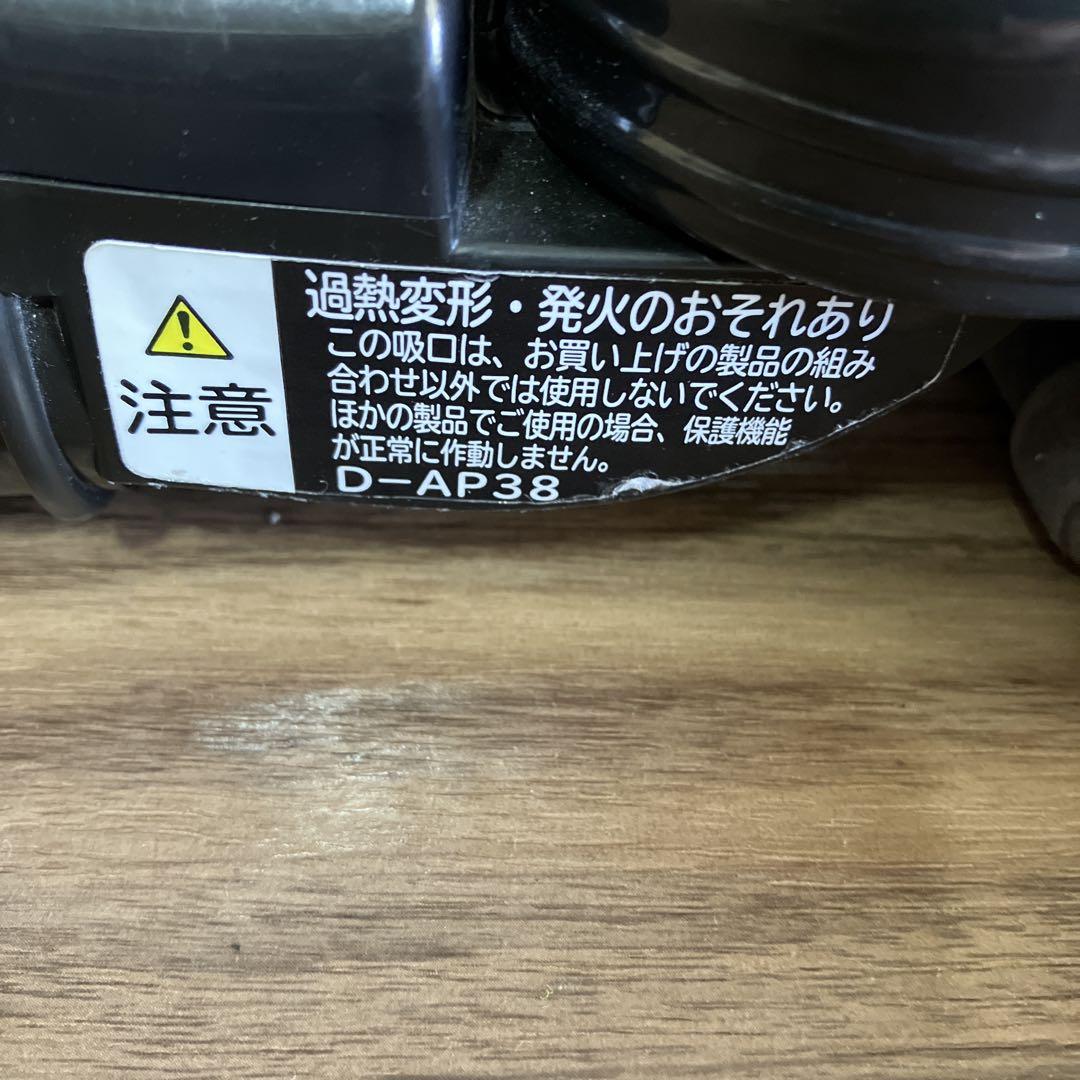 注意
過熱変形・発火のおそれあり
この吸口は、お買い上げの製品の組み
合わせ以外では使用しないでください。
ほかの製品でご使用の場合、保護機能
が正常に作動しません。
D-AP38